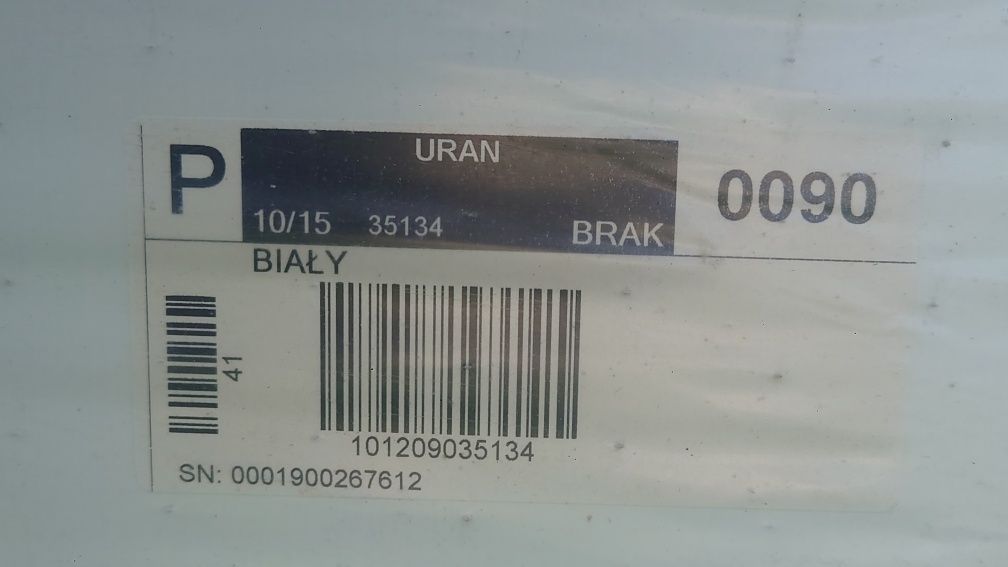 P
URAN
10/15 35134 BRAK
0090
BIAŁY
41
101209035134
SN: 0001900267612